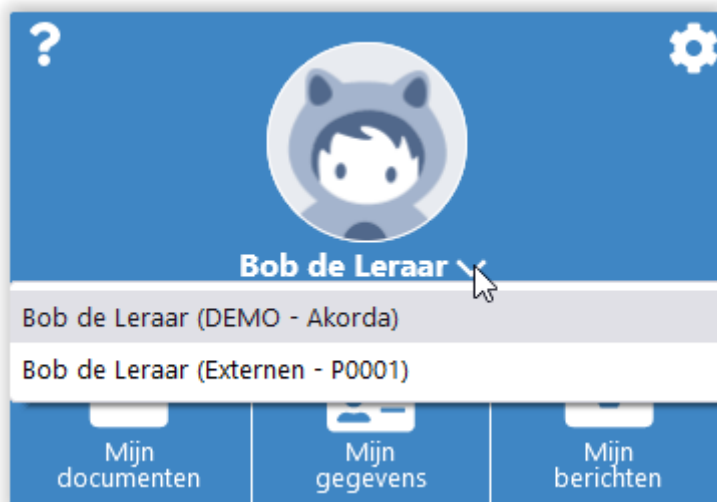 ?
Bob de Leraar
Bob de Leraar (DEMO - Akorda)
Bob de Leraar (Externen - P0001)
Mijn
documenten
Mijn
gegevens
Mijn
berichten